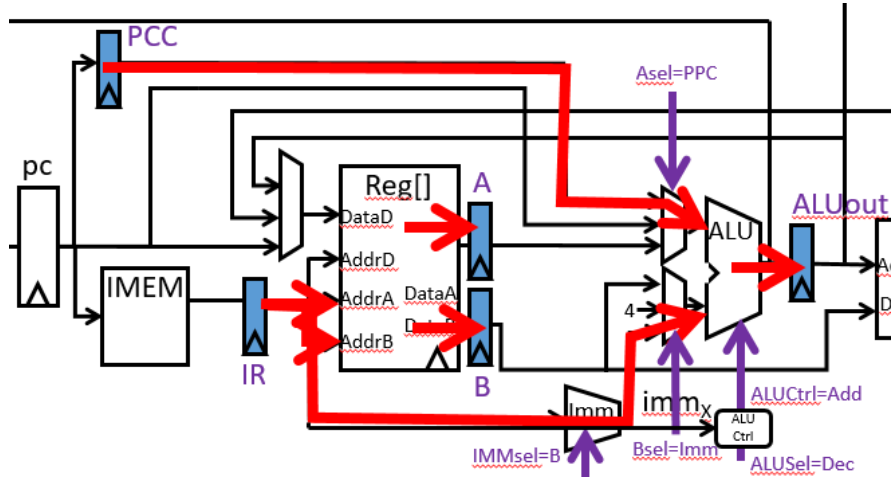 PCC
Asel=PPC
pc
Reg[]
A
ALUout
DataD
ALU
AddrD
IMEM
AddrA
DataA
4
AddrB
IR
B
Imm
imm
X
ALU
Ctrl
ALUCtrl=Add
IMMsel=B
Bsel=Imm
ALUSel=Dec